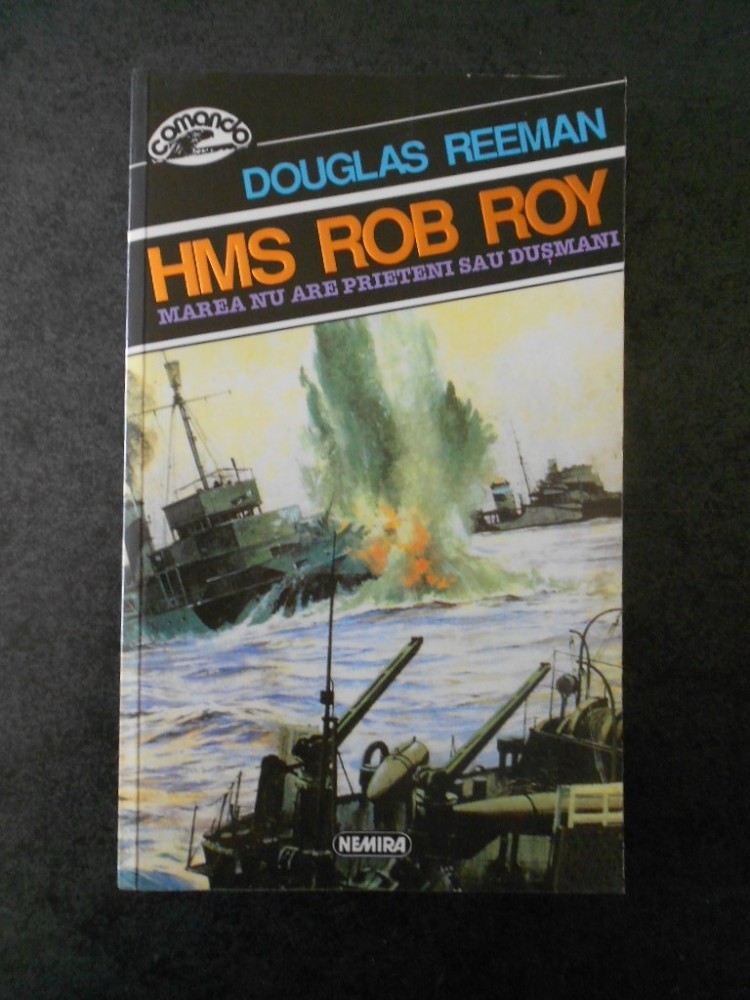 comando
DOUGLAS REEMAN
HMS ROB ROY
MAREA NU ARE PRIETENI SAU DUȘMANI
NEMIRA